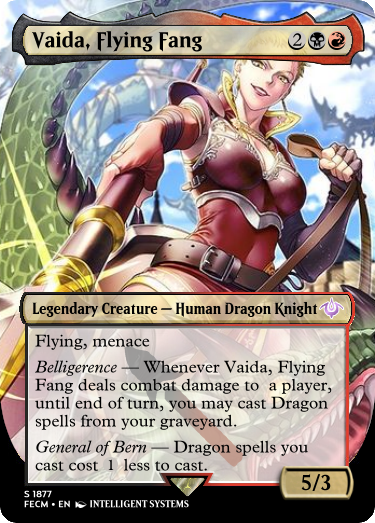 Vaida, Flying Fang 2
Legendary Creature — Human Dragon Knight
Flying, menace
Belligerence — Whenever Vaida, Flying
Fang deals combat damage to a player,
until end of turn, you may cast Dragon
spells from your graveyard.
General of Bern — Dragon spells you
cast cost 1 less to cast.
5/3
S 1877
FECM • EN INTELLIGENT SYSTEMS